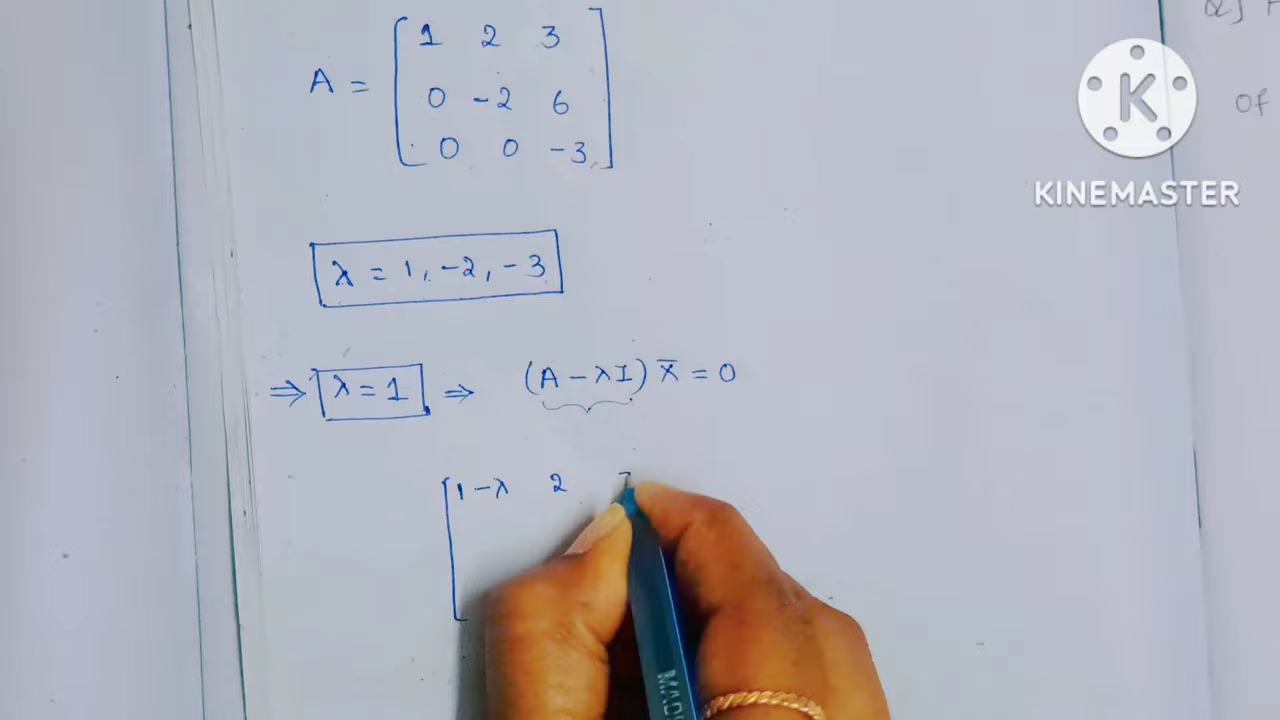 A = [ 1 2 3
0 -2 6
0 0 -3 ]
λ = 1, -2, -3
⇒ λ = 1 ⇒ (A - λI) X̄ = 0
[ 1-λ 2
Of
K
KINEMASTER